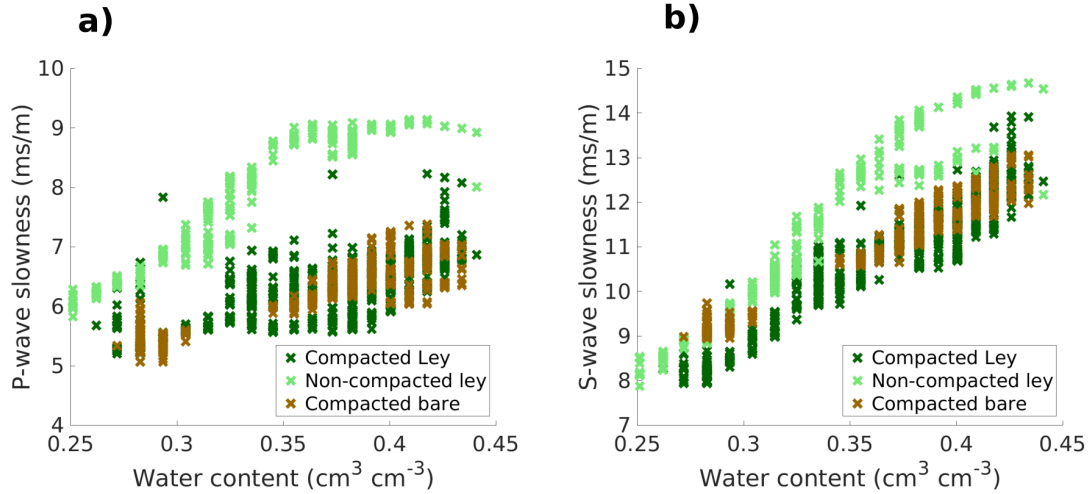 a)
P-wave slowness (ms/m)
10
9
8
7
6
5
4
0.25
0.3
0.35
0.4
0.45
Water content (cm³ cm⁻³)
Compacted Ley
Non-compacted ley
Compacted bare
b)
S-wave slowness (ms/m)
15
14
13
12
11
10
9
8
7
0.25
0.3
0.35
0.4
0.45
Water content (cm³ cm⁻³)
Compacted Ley
Non-compacted ley
Compacted bare